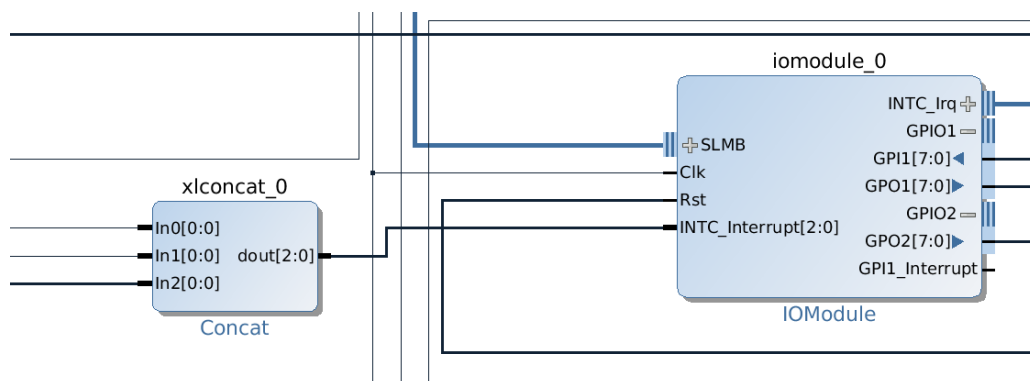 iomodule_0
INTC_Irq
GPIO1
SLMB
GPI1[7:0]
Clk
GPO1[7:0]
Rst
GPIO2
INTC_Interrupt[2:0]
GPO2[7:0]
GPI1_Interrupt
IOModule
xlconcat_0
In0[0:0]
In1[0:0]
dout[2:0]
In2[0:0]
Concat